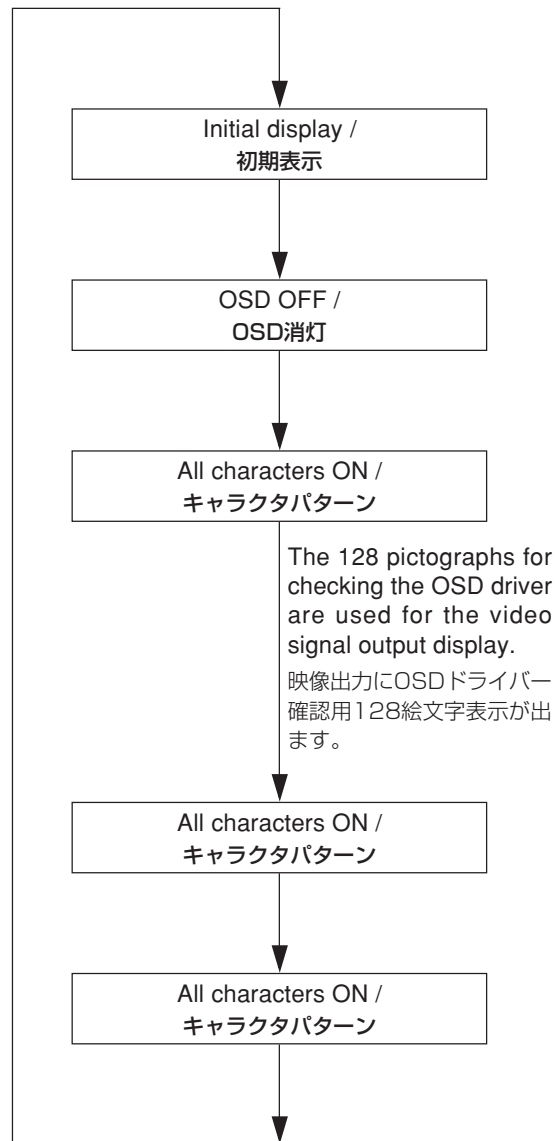 Initial display /
初期表示
OSD OFF /
OSD消灯
All characters ON /
キャラクタパターン
The 128 pictographs for
checking the OSD driver
are used for the video
signal output display.
映像出力にOSDドライバー
確認用128絵文字表示が出
ます。
All characters ON /
キャラクタパターン
All characters ON /
キャラクタパターン